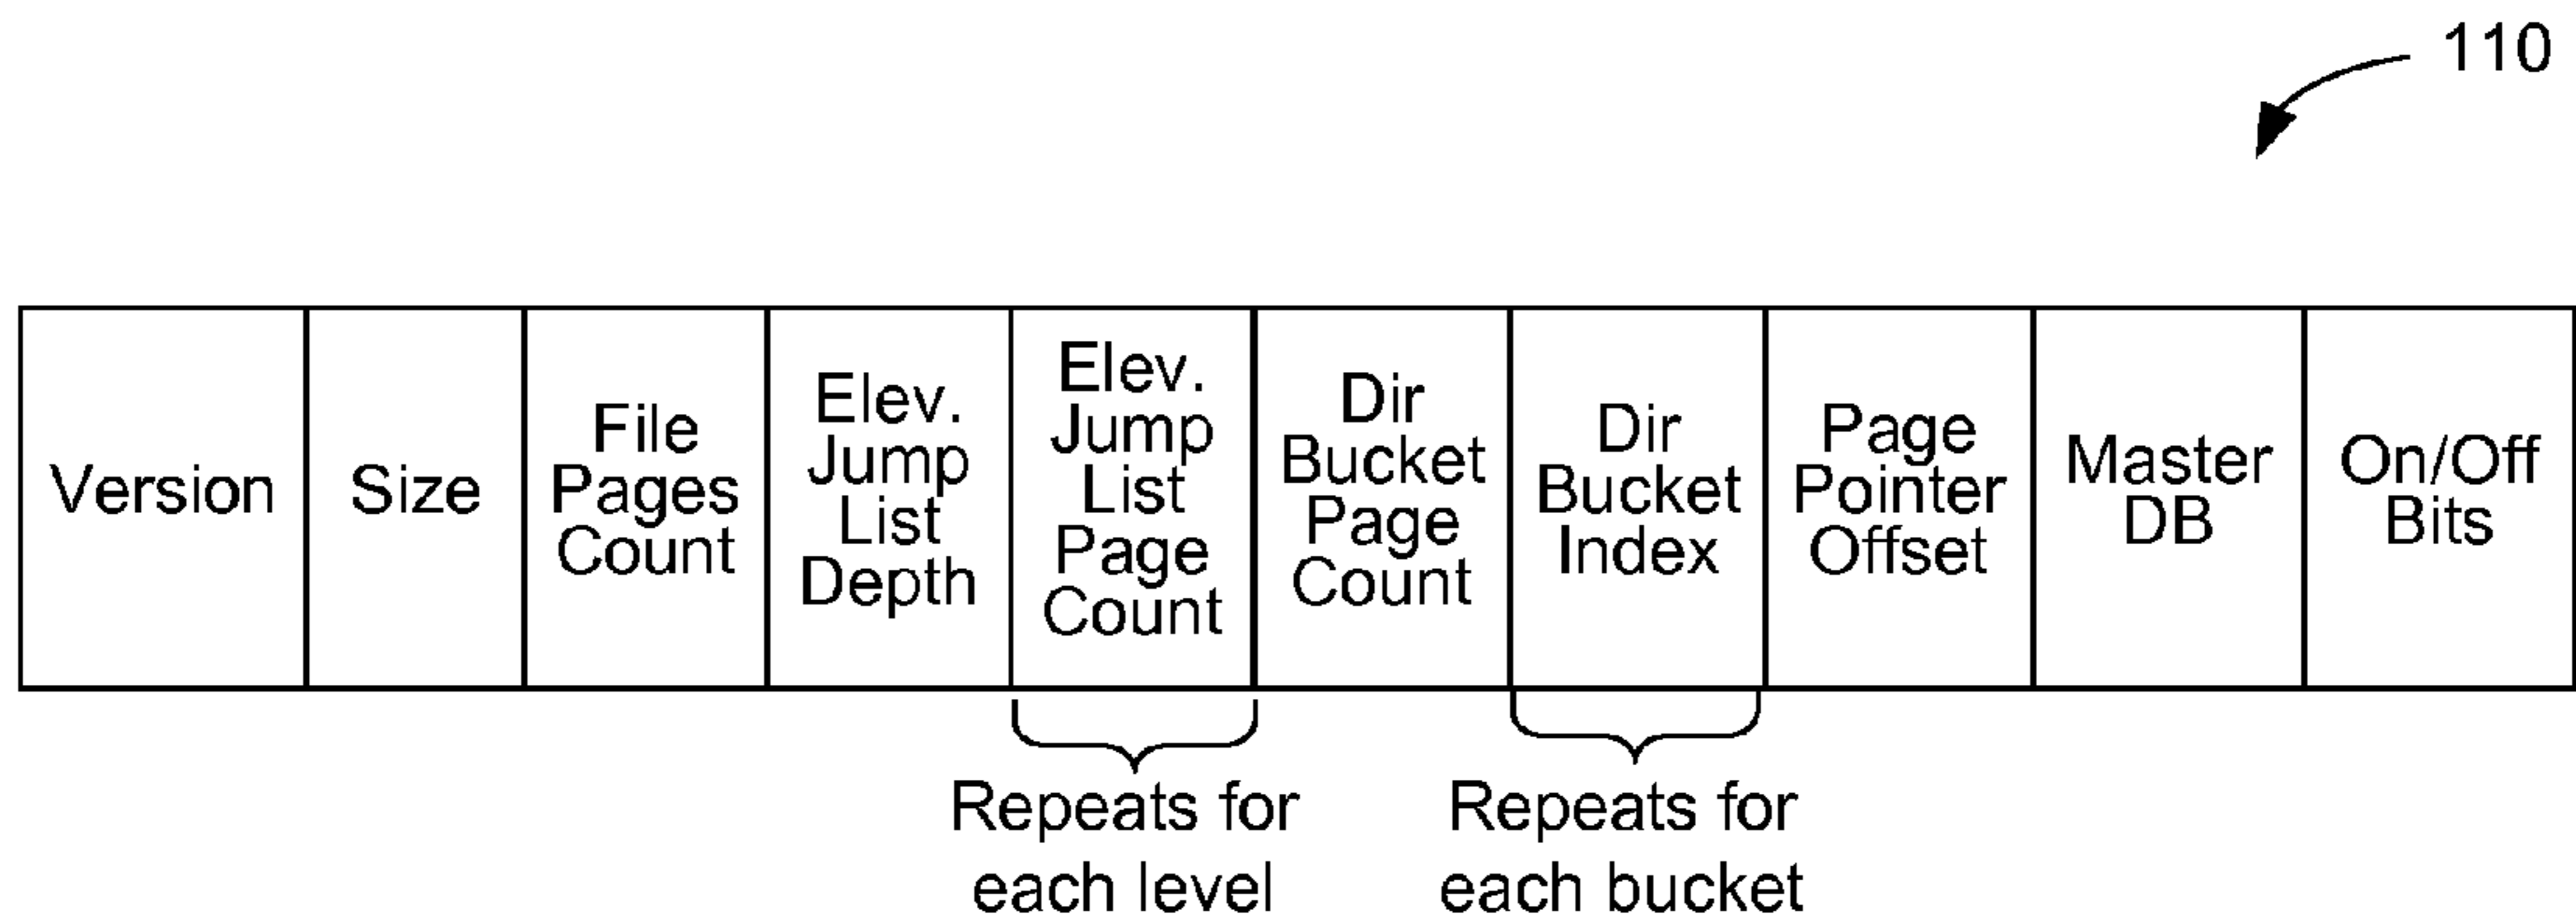 110
Version
Size
File
Pages
Count
Elev.
Jump
List
Depth
Elev.
Jump
List
Page
Count
Dir
Bucket
Page
Count
Dir
Bucket
Index
Page
Pointer
Offset
Master
DB
On/Off
Bits
Repeats for
each level
Repeats for
each bucket